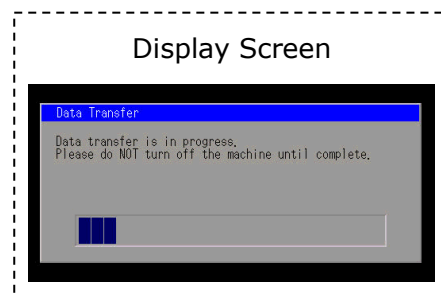 Display Screen
Data Transfer
Data transfer is in progress.
Please do NOT turn off the machine until complete.